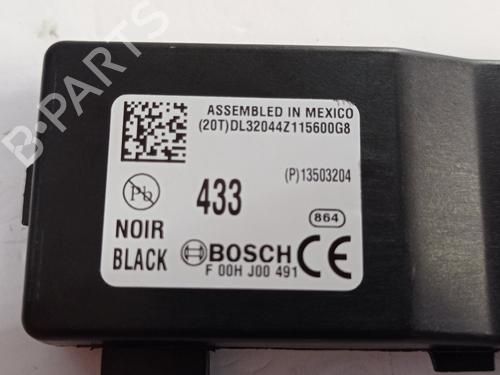 B-PARTS
ASSEMBLED IN MEXICO
(20T)DL32044Z115600G8
(P)13503204
Pb
433
864
NOIR
BLACK
BOSCH
F 00H J00 491
CE